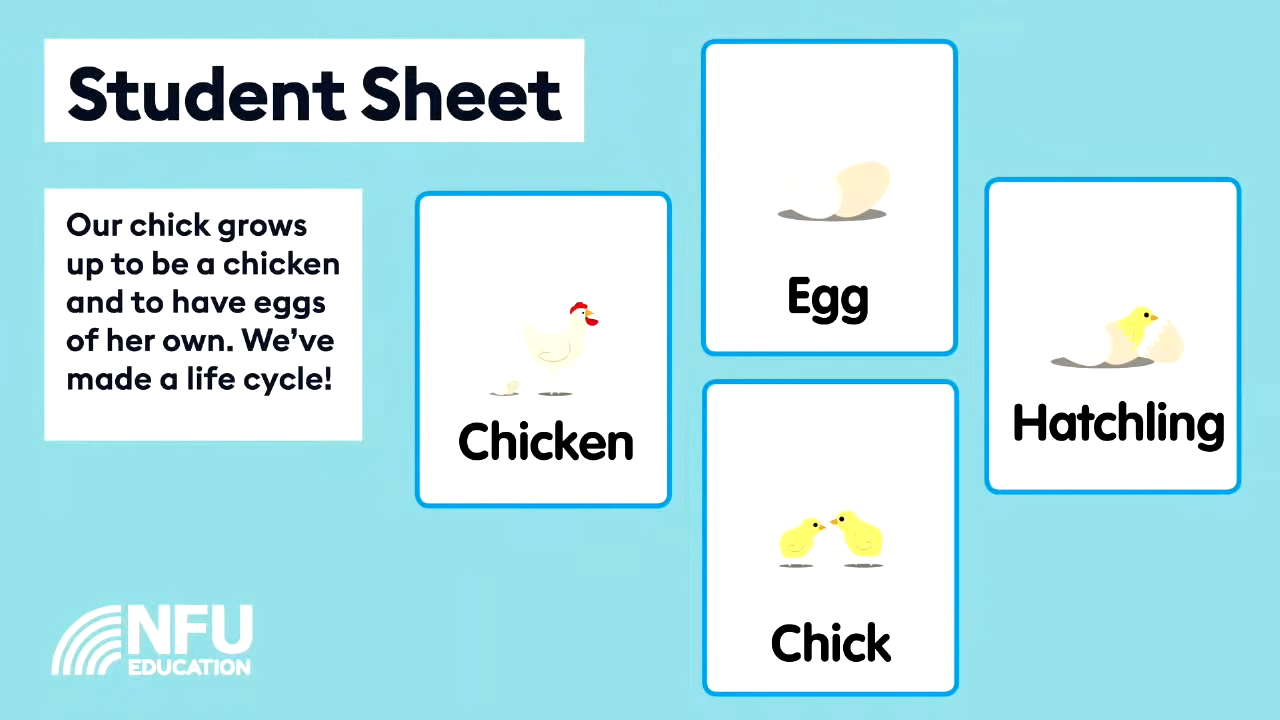 Student Sheet
Our chick grows
up to be a chicken
and to have eggs
of her own. We’ve
made a life cycle!
Egg
Chicken
Hatchling
Chick
NFU
EDUCATION